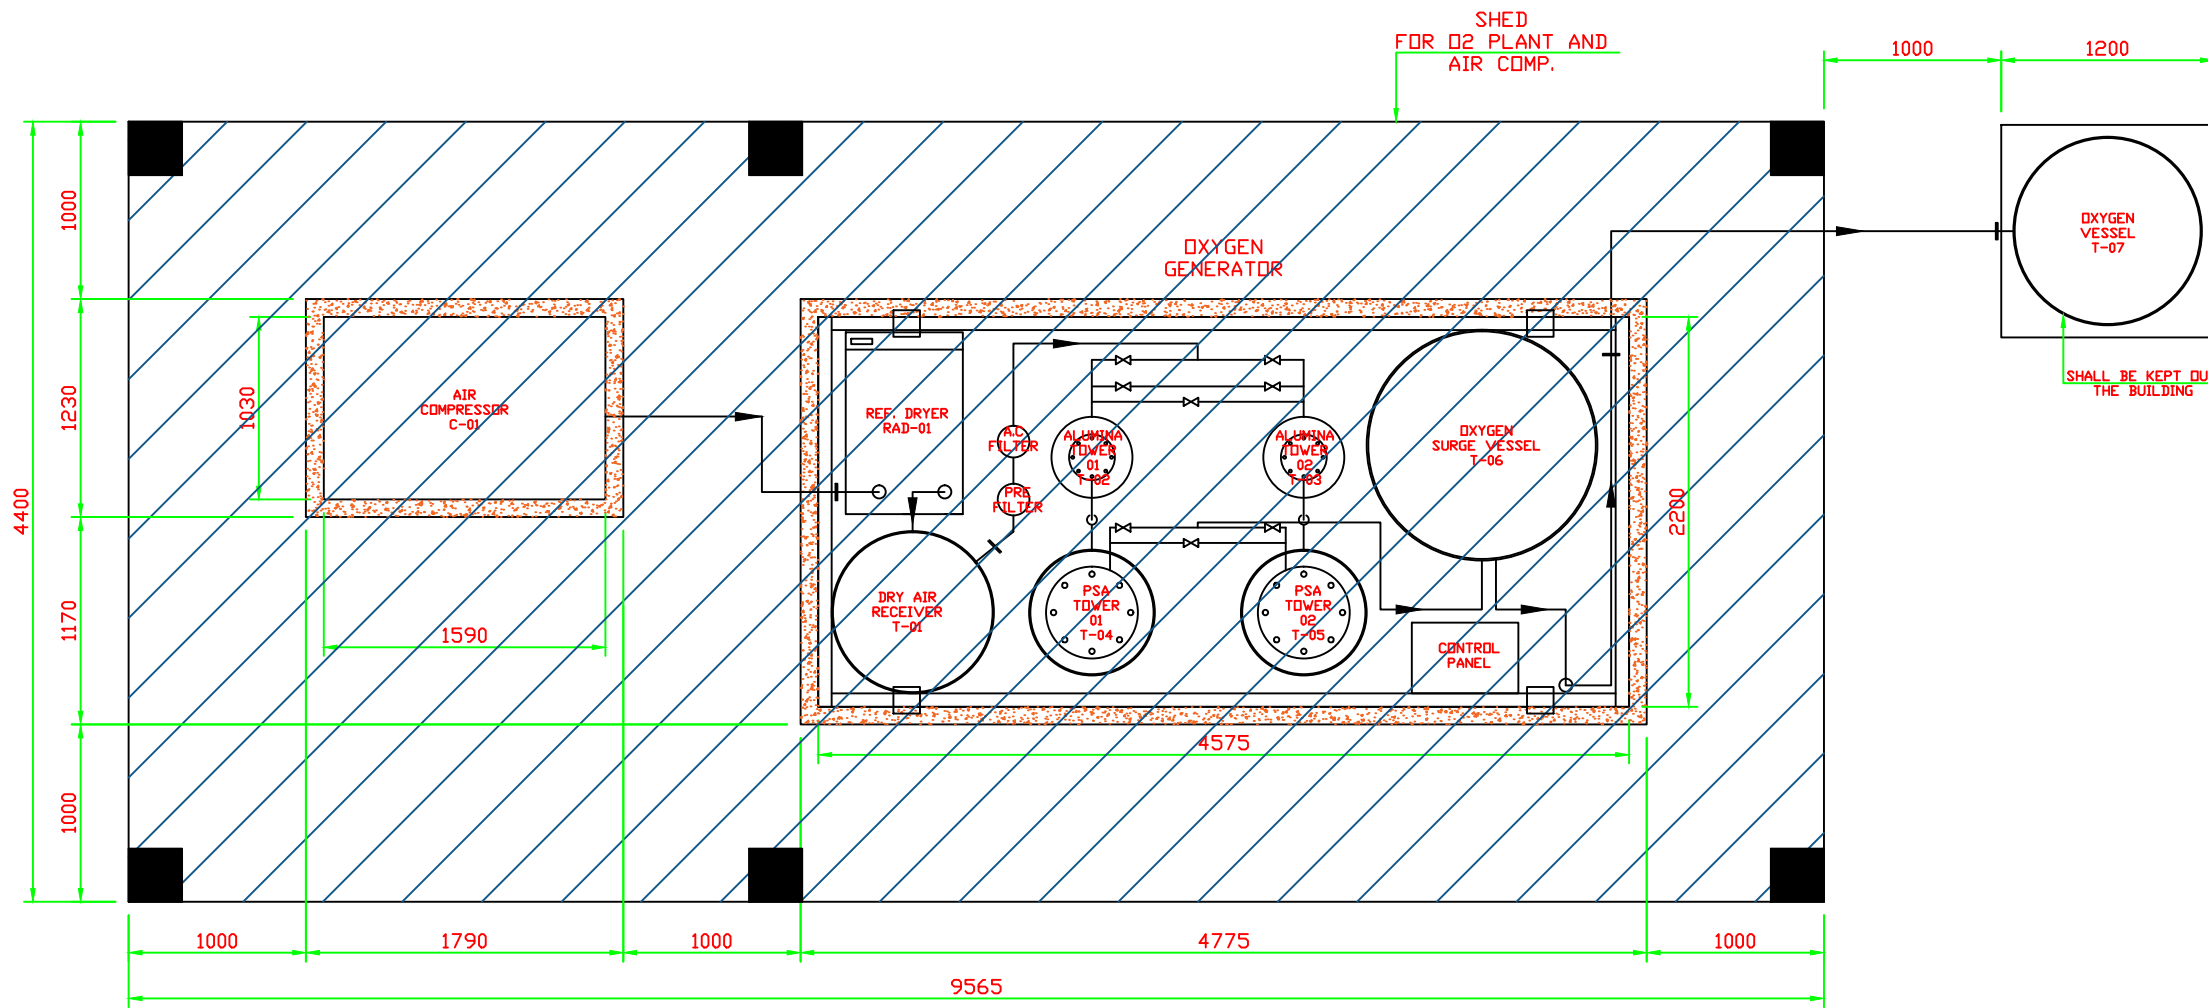 SHED
FOR O2 PLANT AND
AIR COMP.
1000
1200
1000
1230
1170
1000
4400
1030
1590
AIR
COMPRESSOR
C-01
OXYGEN
GENERATOR
REF. DRYER
RAD-01
A.C
FILTER
PRE
FILTER
ALUMINA
TOWER
01
T-02
ALUMINA
TOWER
02
T-03
OXYGEN
SURGE VESSEL
T-06
DRY AIR
RECEIVER
T-01
PSA
TOWER
01
T-04
PSA
TOWER
02
T-05
CONTROL
PANEL
2200
4575
OXYGEN
VESSEL
T-07
SHALL BE KEPT OU
THE BUILDING
1000
1790
1000
4775
1000
9565